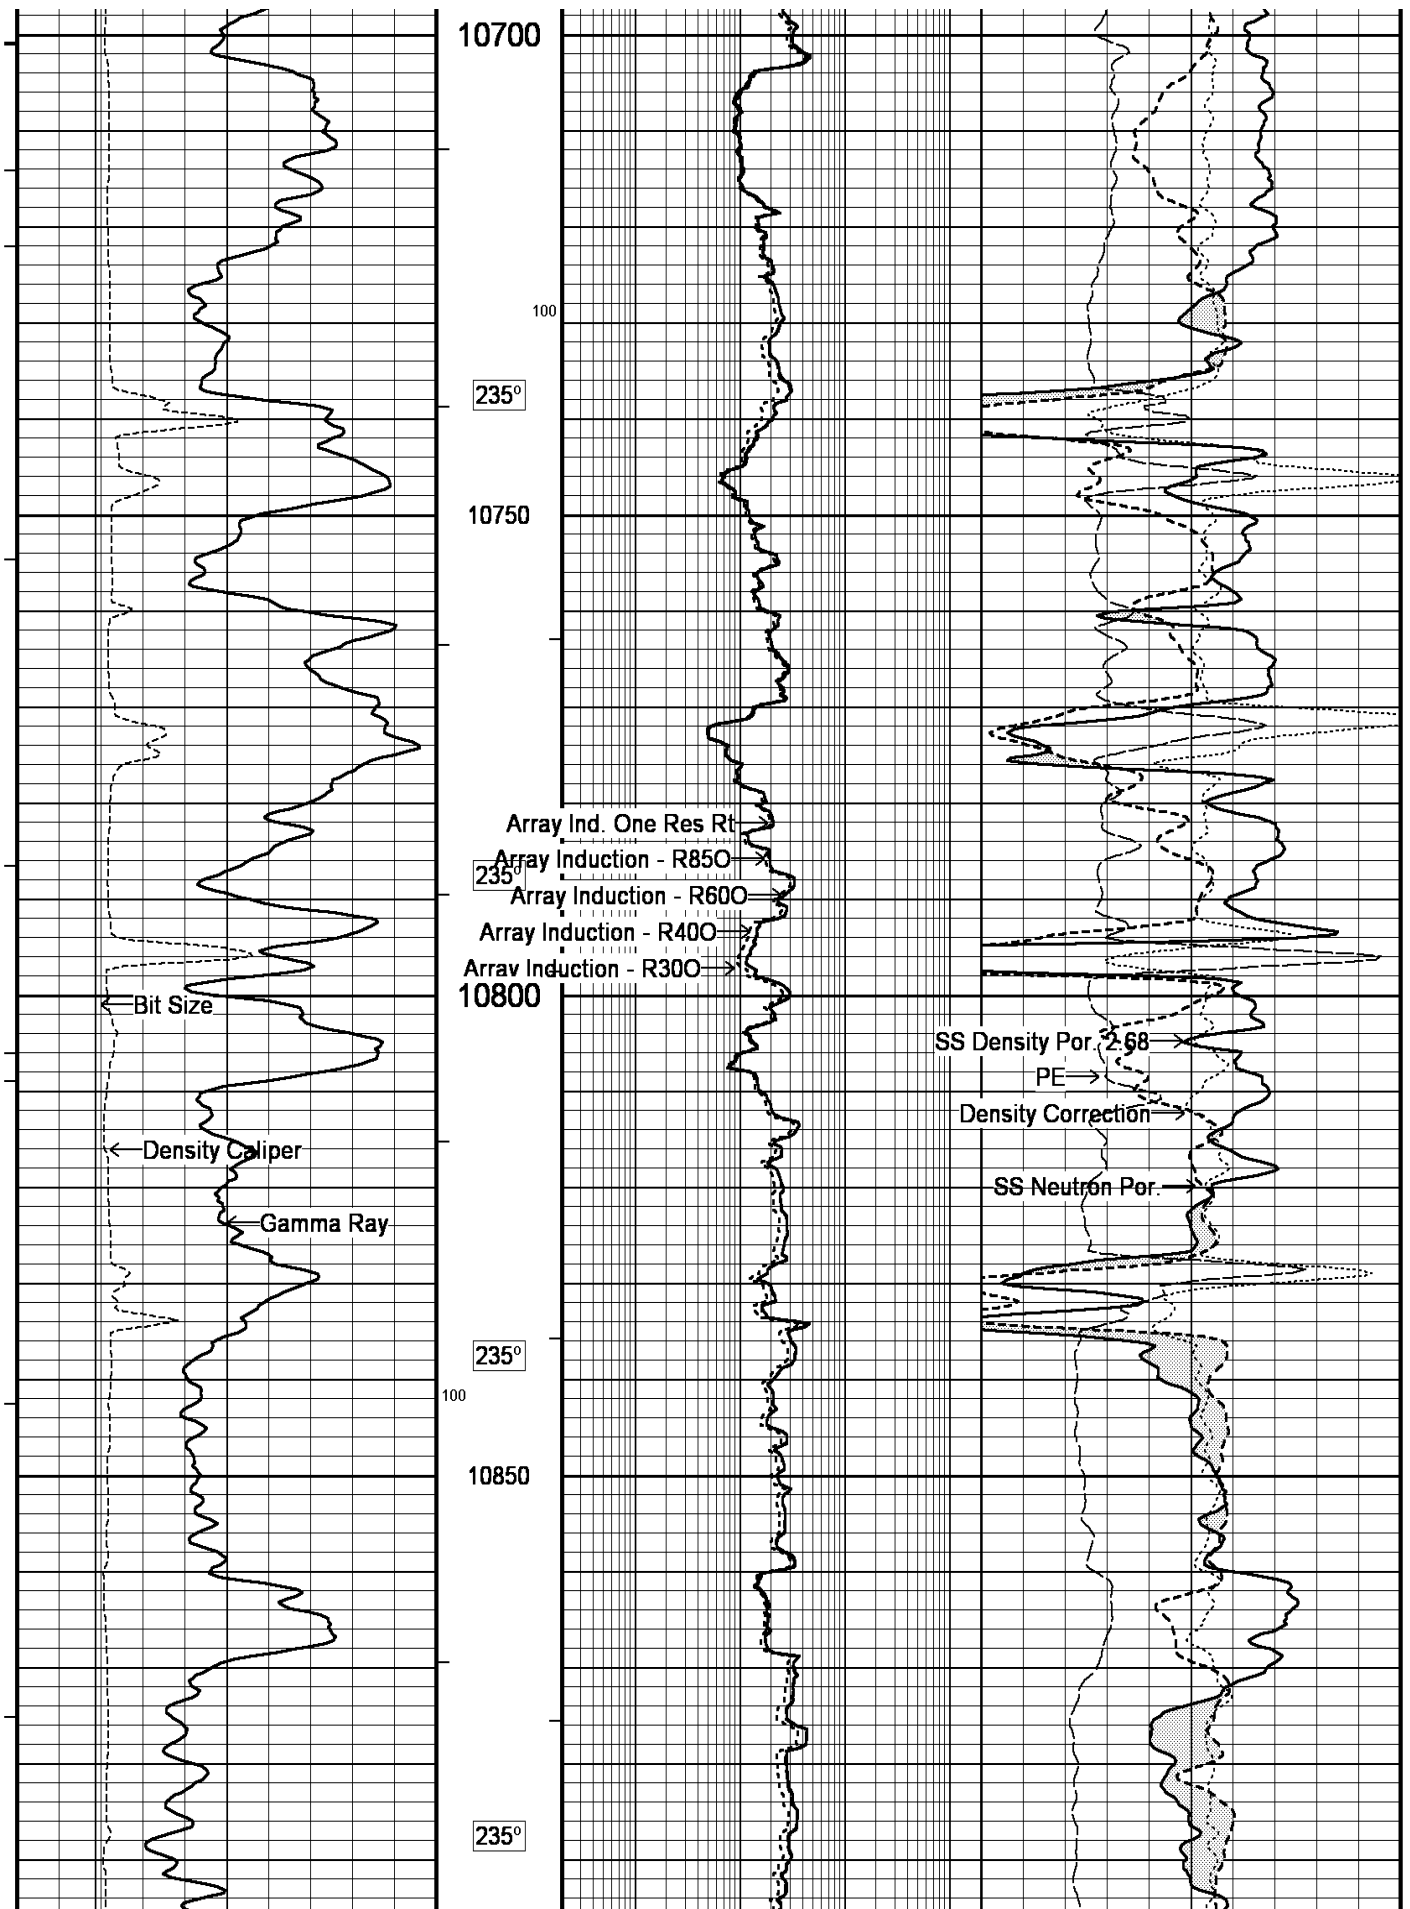 10700
100
235°
10750
Array Ind. One Res Rt
Array Induction - R85O
235°
Array Induction - R60O
Array Induction - R40O
Array Induction - R30O
10800
Bit Size
SS Density Por. 2.68
PE
Density Correction
Density Caliper
SS Neutron Por.
Gamma Ray
235°
100
10850
235°